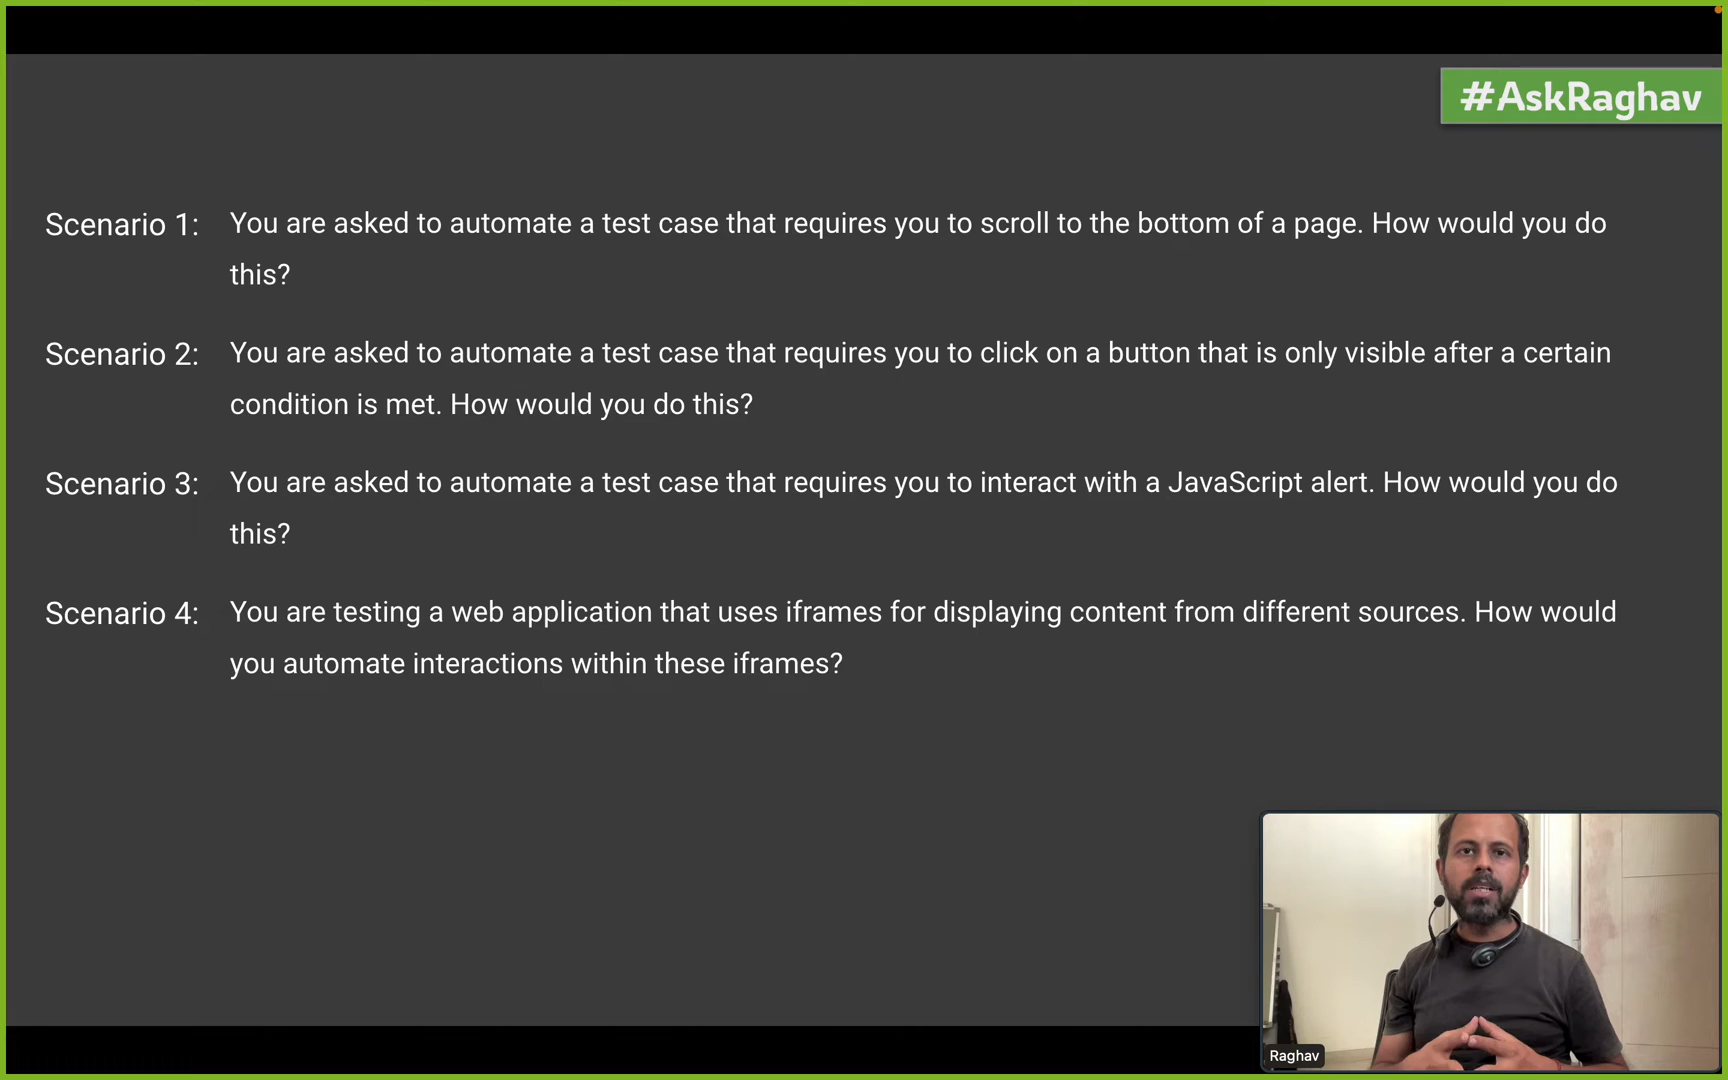 #AskRaghav
Scenario 1: You are asked to automate a test case that requires you to scroll to the bottom of a page. How would you do
this?
Scenario 2: You are asked to automate a test case that requires you to click on a button that is only visible after a certain
condition is met. How would you do this?
Scenario 3: You are asked to automate a test case that requires you to interact with a JavaScript alert. How would you do
this?
Scenario 4: You are testing a web application that uses iframes for displaying content from different sources. How would
you automate interactions within these iframes?
Raghav